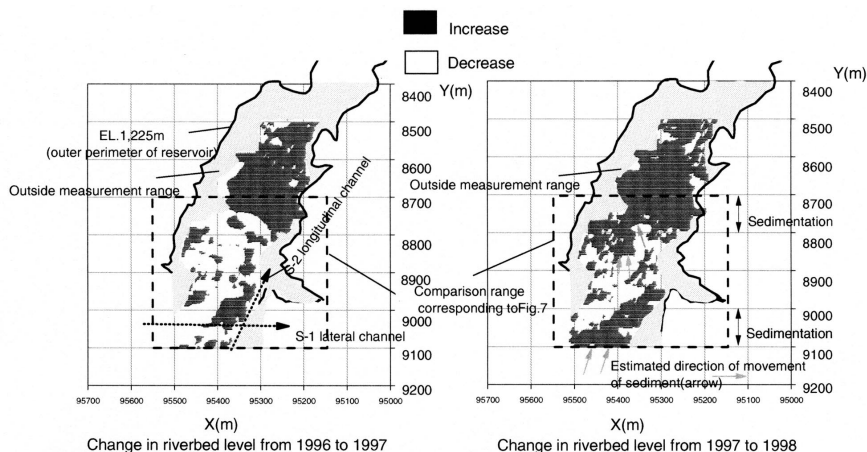 Increase
Decrease
Y(m)
8400
8500
8600
8700
8800
8900
9000
9100
9200
EL.1,225m
(outer perimeter of reservoir)
Outside measurement range
S-2 longitudinal channel
S-1 lateral channel
95700
95600
95500
95400
95300
95200
95100
95000
X(m)
Change in riverbed level from 1996 to 1997
Comparison range
corresponding toFig.7
Y(m)
8400
8500
8600
8700
8800
8900
9000
9100
9200
Outside measurement range
Sedimentation
Sedimentation
Estimated direction of movement
of sediment(arrow)
95700
95600
95500
95400
95300
95200
95100
95000
X(m)
Change in riverbed level from 1997 to 1998